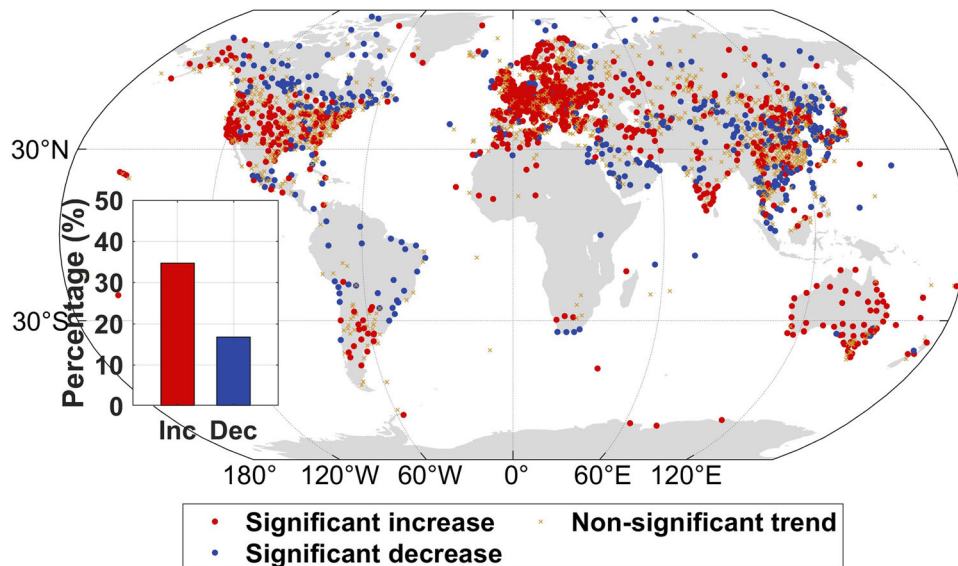 30°N
30°S
Percentage (%)
50
40
30
20
10
0
Inc Dec
180° 120°W 60°W 0° 60°E 120°E
Significant increase
Non-significant trend
Significant decrease